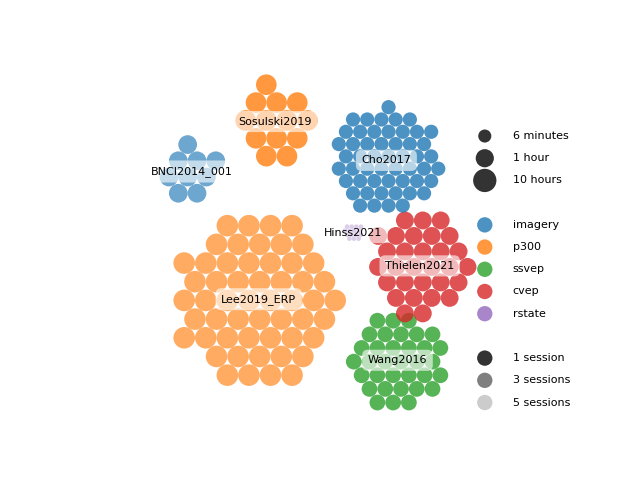 Sosulski2019
Cho2017
BNCI2014_001
Hinss2021
Thielen2021
Lee2019_ERP
Wang2016
6 minutes
1 hour
10 hours
imagery
p300
ssvep
cvep
rstate
1 session
3 sessions
5 sessions